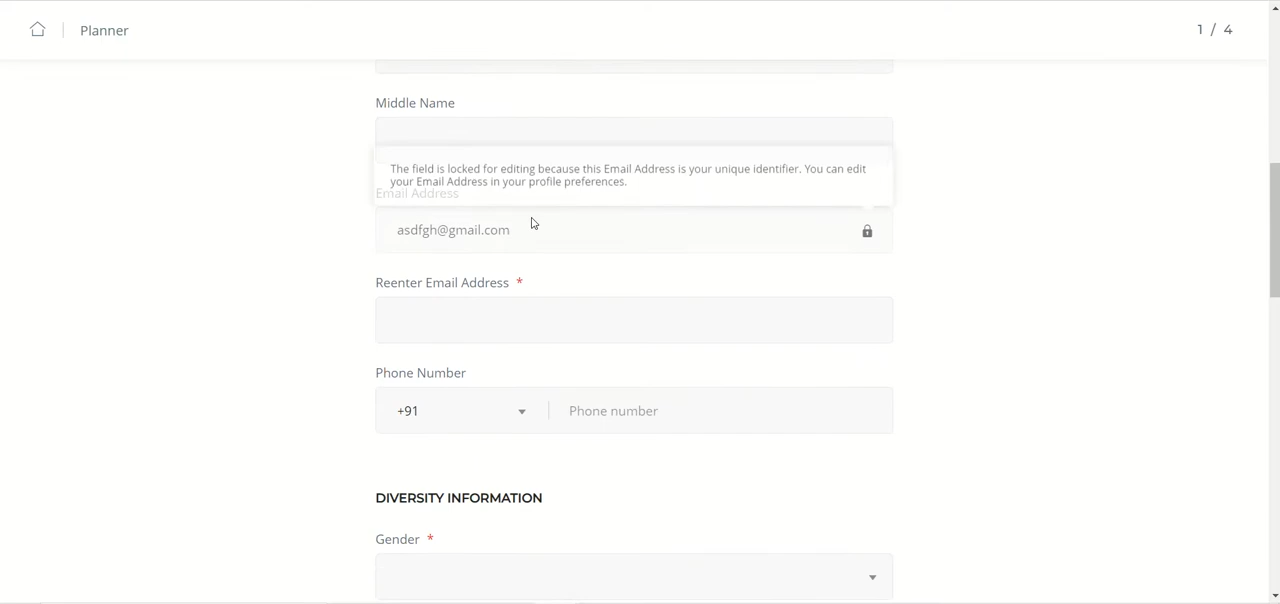 Planner
1 / 4
Middle Name
The field is locked for editing because this Email Address is your unique identifier. You can edit
your Email Address in your profile preferences.
Email Address
asdfgh@gmail.com
Reenter Email Address *
Phone Number
+91
Phone number
DIVERSITY INFORMATION
Gender *